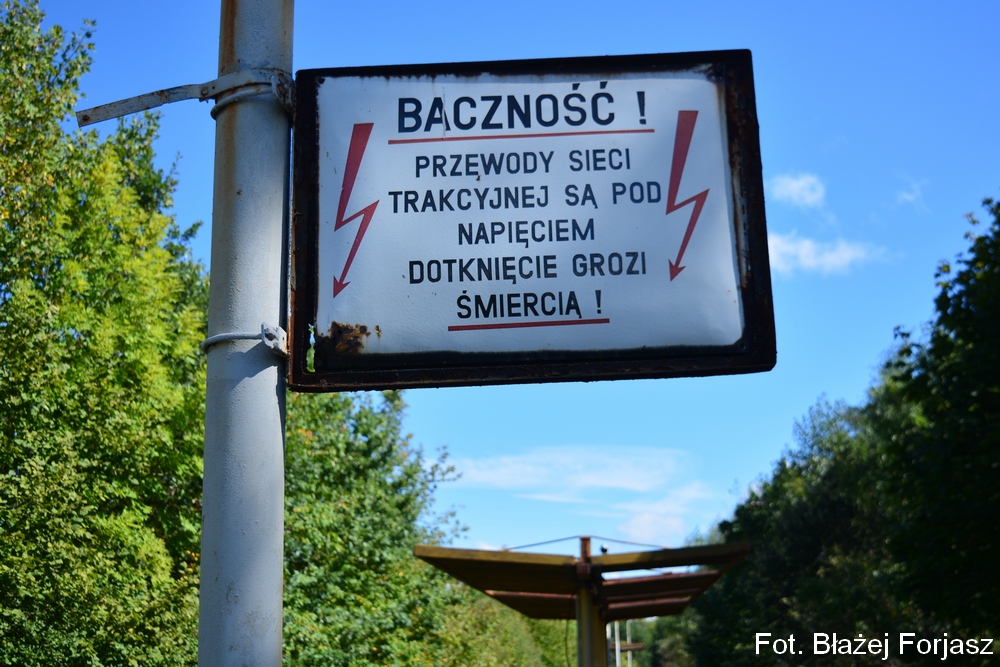 BACZNOŚĆ !
PRZEWODY SIECI
TRAKCYJNEJ SĄ POD
NAPIĘCIEM
DOTKNIĘCIE GROZI
ŚMIERCIĄ !
Fot. Błażej Forjasz